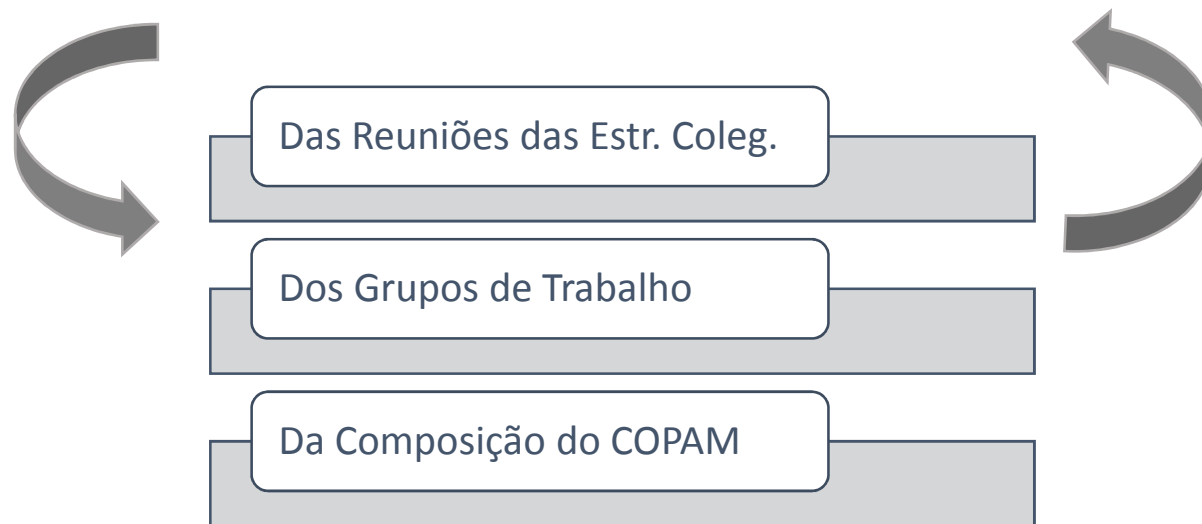 Das Reuniões das Estr. Coleg.
Dos Grupos de Trabalho
Da Composição do COPAM